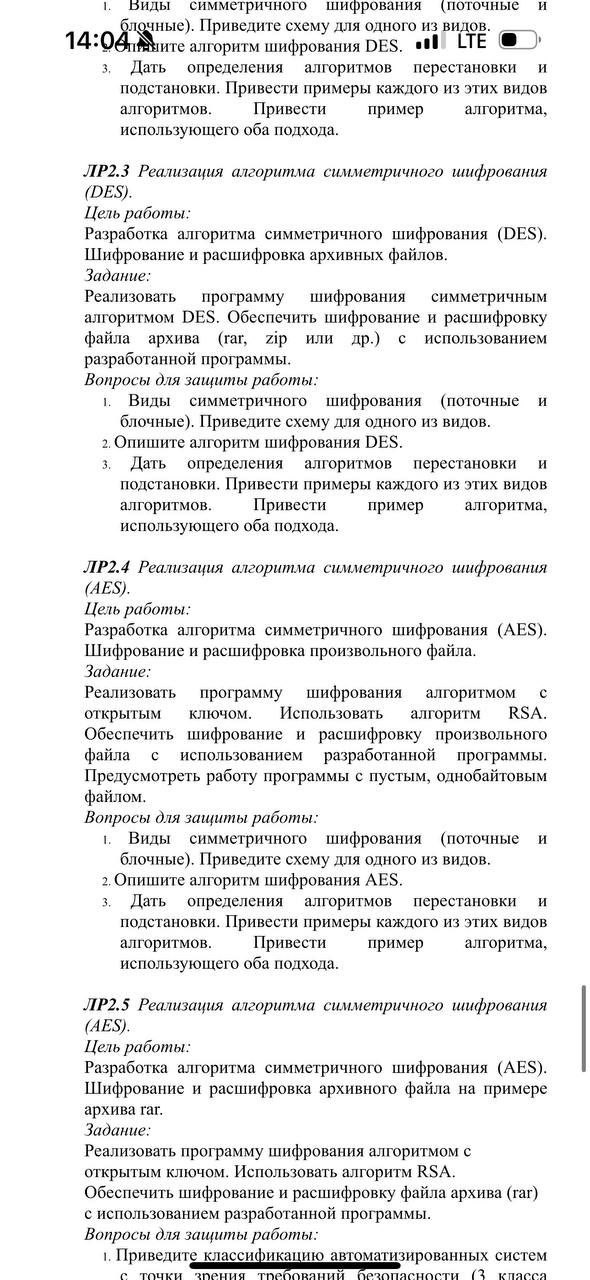 1. Виды симметричного шифрования (поточные и
блочные). Приведите схему для одного из видов.
14:04
2. Опишите алгоритм шифрования DES.
LTE
3. Дать определения алгоритмов перестановки и
подстановки. Привести примеры каждого из этих видов
алгоритмов. Привести пример алгоритма,
использующего оба подхода.
ЛР2.3 Реализация алгоритма симметричного шифрования
(DES).
Цель работы:
Разработка алгоритма симметричного шифрования (DES).
Шифрование и расшифровка архивных файлов.
Задание:
Реализовать программу шифрования симметричным
алгоритмом DES. Обеспечить шифрование и расшифровку
файла архива (rar, zip или др.) с использованием
разработанной программы.
Вопросы для защиты работы:
1. Виды симметричного шифрования (поточные и
блочные). Приведите схему для одного из видов.
2. Опишите алгоритм шифрования DES.
3. Дать определения алгоритмов перестановки и
подстановки. Привести примеры каждого из этих видов
алгоритмов. Привести пример алгоритма,
использующего оба подхода.
ЛР2.4 Реализация алгоритма симметричного шифрования
(AES).
Цель работы:
Разработка алгоритма симметричного шифрования (AES).
Шифрование и расшифровка произвольного файла.
Задание:
Реализовать программу шифрования алгоритмом с
открытым ключом. Использовать алгоритм RSA.
Обеспечить шифрование и расшифровку произвольного
файла с использованием разработанной программы.
Предусмотреть работу программы с пустым, однобайтовым
файлом.
Вопросы для защиты работы:
1. Виды симметричного шифрования (поточные и
блочные). Приведите схему для одного из видов.
2. Опишите алгоритм шифрования AES.
3. Дать определения алгоритмов перестановки и
подстановки. Привести примеры каждого из этих видов
алгоритмов. Привести пример алгоритма,
использующего оба подхода.
ЛР2.5 Реализация алгоритма симметричного шифрования
(AES).
Цель работы:
Разработка алгоритма симметричного шифрования (AES).
Шифрование и расшифровка архивного файла на примере
архива rar.
Задание:
Реализовать программу шифрования алгоритмом с
открытым ключом. Использовать алгоритм RSA.
Обеспечить шифрование и расшифровку файла архива (rar)
с использованием разработанной программы.
Вопросы для защиты работы:
1. Приведите классификацию автоматизированных систем
с точки зрения требований безопасности (3 класса